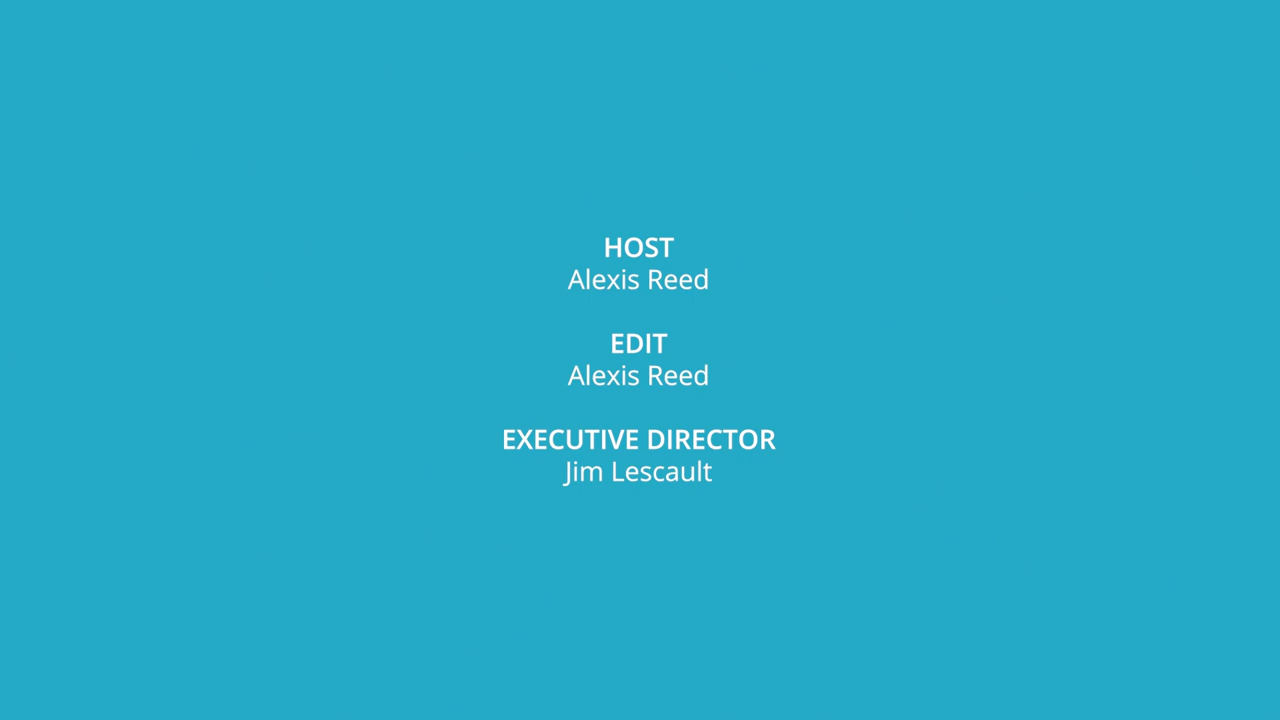 HOST
Alexis Reed
EDIT
Alexis Reed
EXECUTIVE DIRECTOR
Jim Lescault